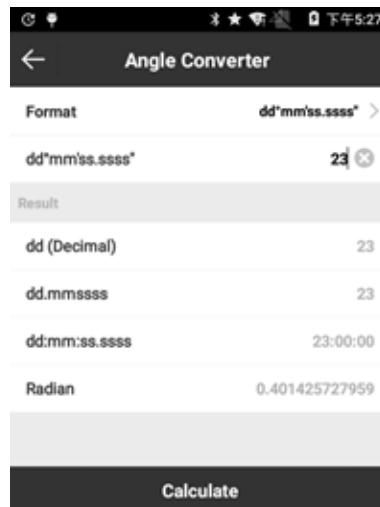 下午5:27
Angle Converter
Format dd°mm'ss.ssss"
dd°mm'ss.ssss" 23
Result
dd (Decimal) 23
dd.mmssss 23
dd:mm:ss.ssss 23:00:00
Radian 0.401425727959
Calculate